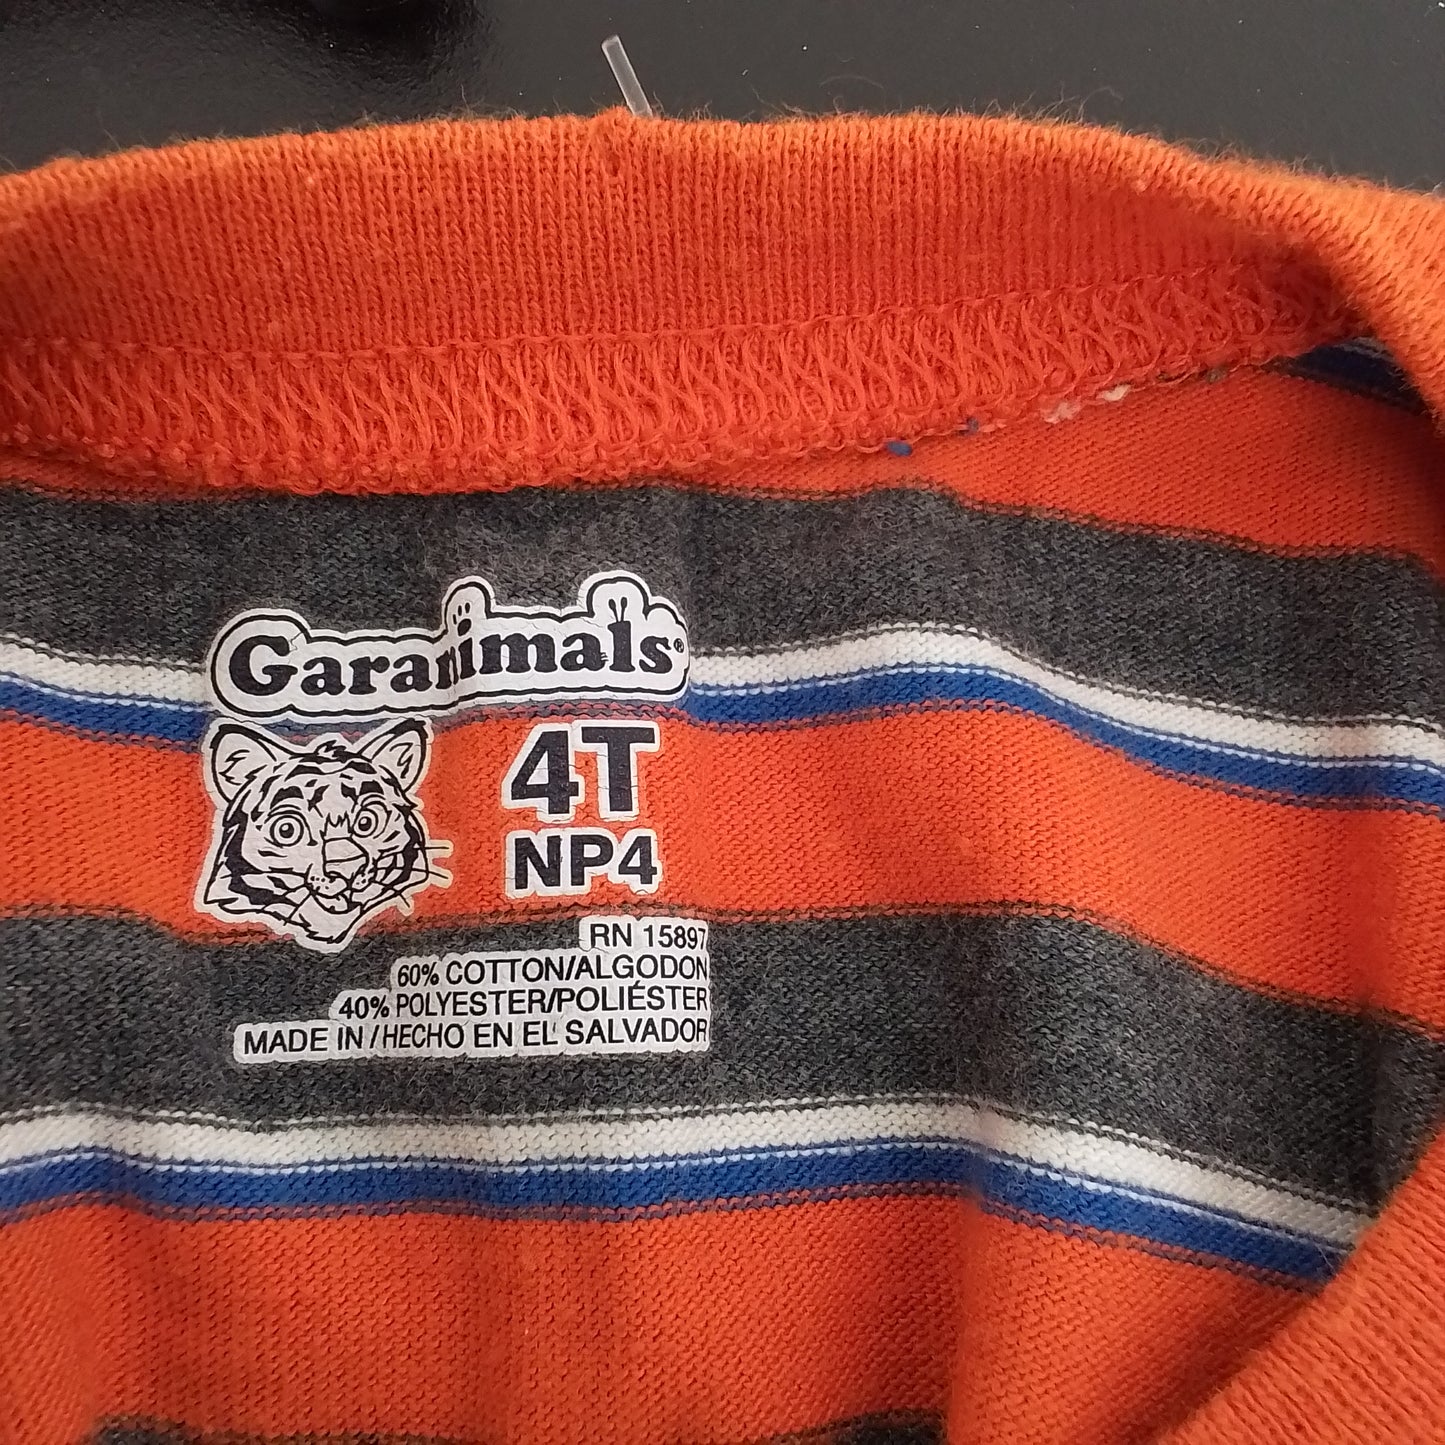 Garanimals®
4T
NP4
RN 15897
60% COTTON/ALGODON
40% POLYESTER/POLIÉSTER
MADE IN/HECHO EN EL SALVADOR